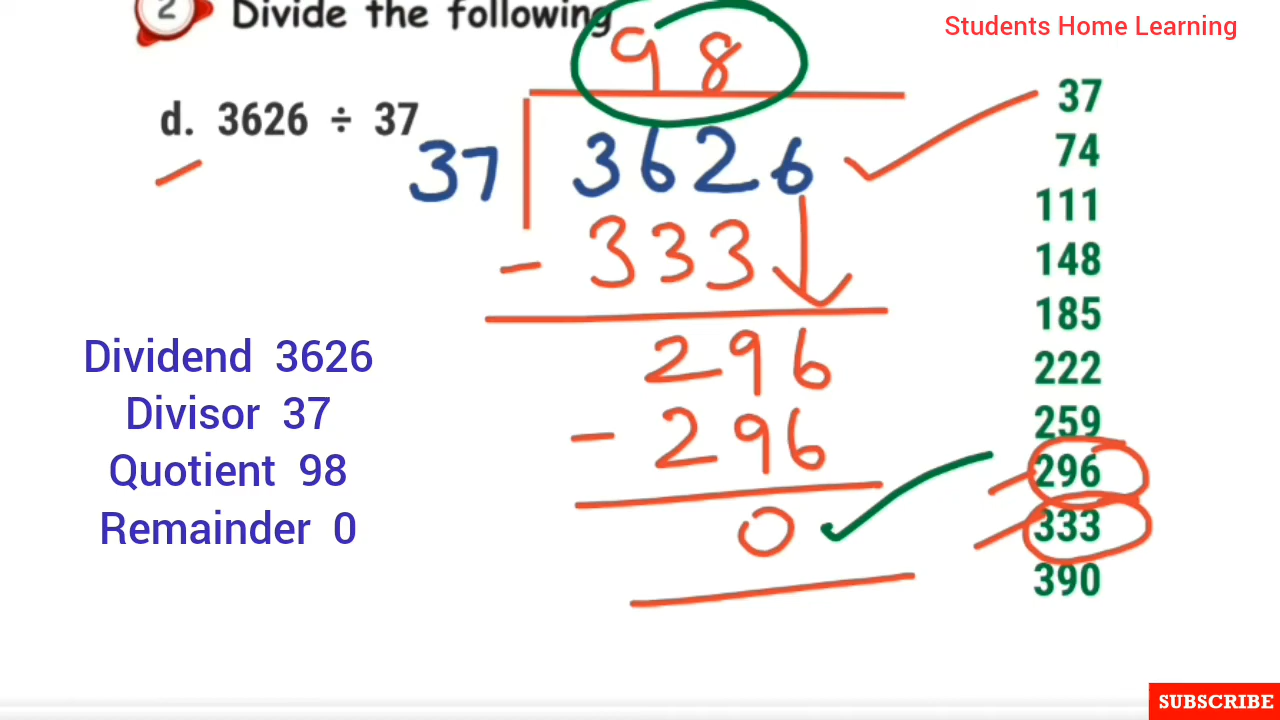 2 Divide the following
Students Home Learning
d. 3626 ÷ 37
98
37 3626
- 333
296
- 296
0
Dividend 3626
Divisor 37
Quotient 98
Remainder 0
37
74
111
148
185
222
259
296
333
390
SUBSCRIBE